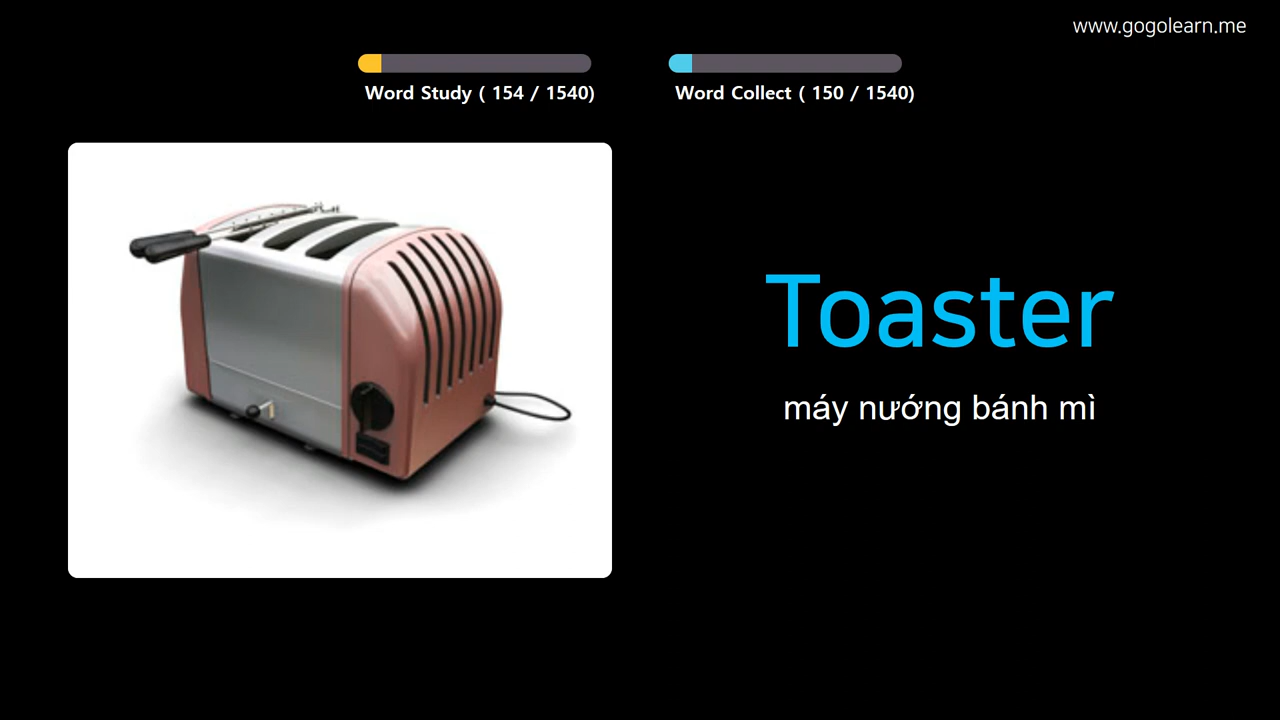 www.gogolearn.me
Word Study ( 154 / 1540)
Word Collect ( 150 / 1540)
Toaster
máy nướng bánh mì